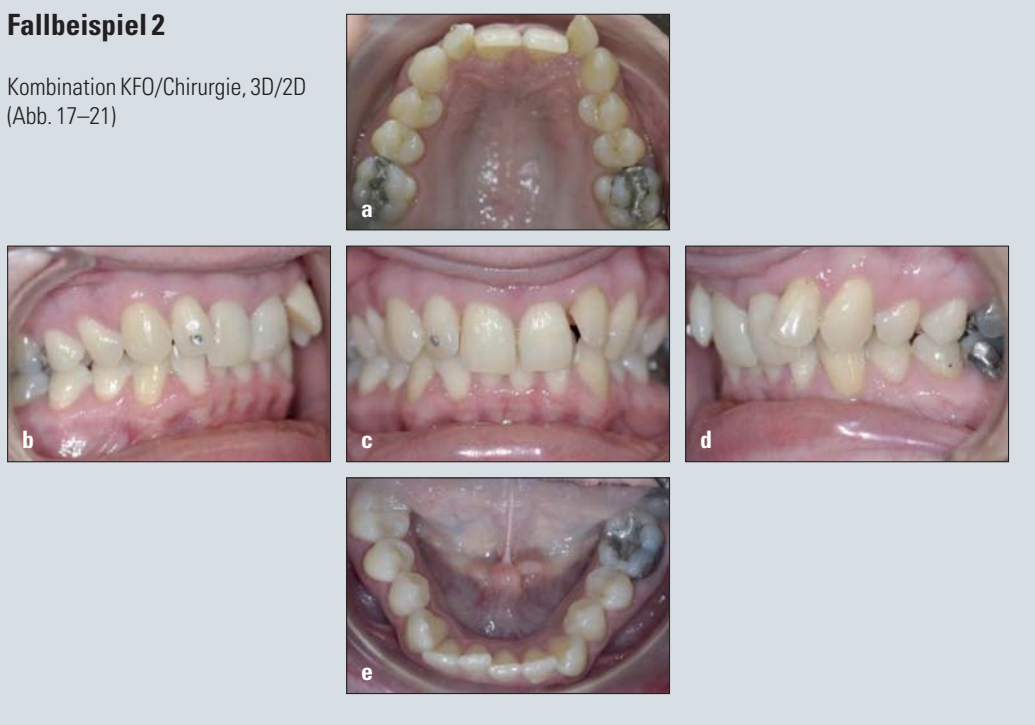 Fallbeispiel 2
Kombination KFO/Chirurgie, 3D/2D
(Abb. 17–21)
a
b
c
d
e